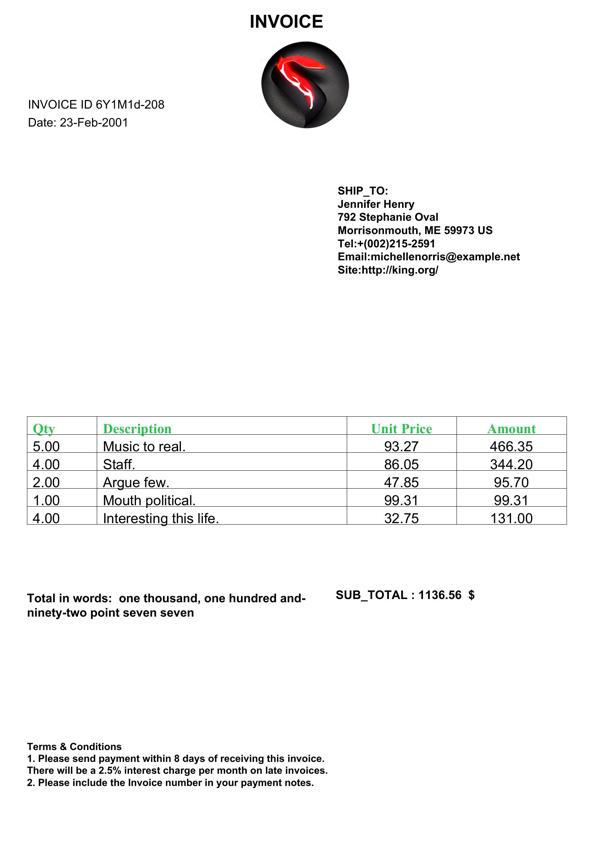 INVOICE
INVOICE ID 6Y1M1d-208
Date: 23-Feb-2001
SHIP_TO:
Jennifer Henry
792 Stephanie Oval
Morrisonmouth, ME 59973 US
Tel:+(002)215-2591
Email:michellenorris@example.net
Site:http://king.org/
Qty Description Unit Price Amount
5.00 Music to real. 93.27 466.35
4.00 Staff. 86.05 344.20
2.00 Argue few. 47.85 95.70
1.00 Mouth political. 99.31 99.31
4.00 Interesting this life. 32.75 131.00
Total in words: one thousand, one hundred and-
ninety-two point seven seven
SUB_TOTAL : 1136.56 $
Terms & Conditions
1. Please send payment within 8 days of receiving this invoice.
There will be a 2.5% interest charge per month on late invoices.
2. Please include the Invoice number in your payment notes.